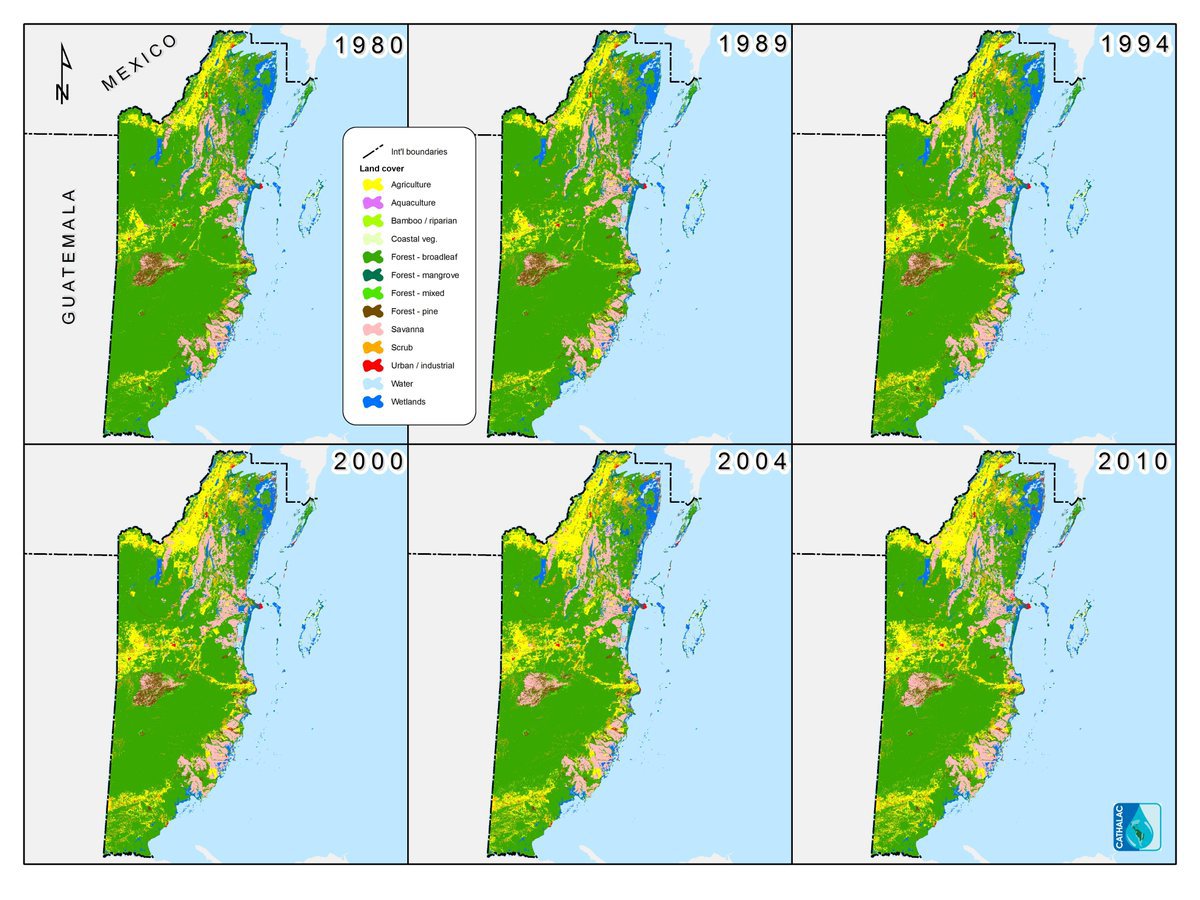 1980
1989
1994
MEXICO
GUATEMALA
N
Int'l boundaries
Land cover
Agriculture
Aquaculture
Bamboo / riparian
Coastal veg.
Forest - broadleaf
Forest - mangrove
Forest - mixed
Forest - pine
Savanna
Scrub
Urban / industrial
Water
Wetlands
2000
2004
2010
CATHALAC